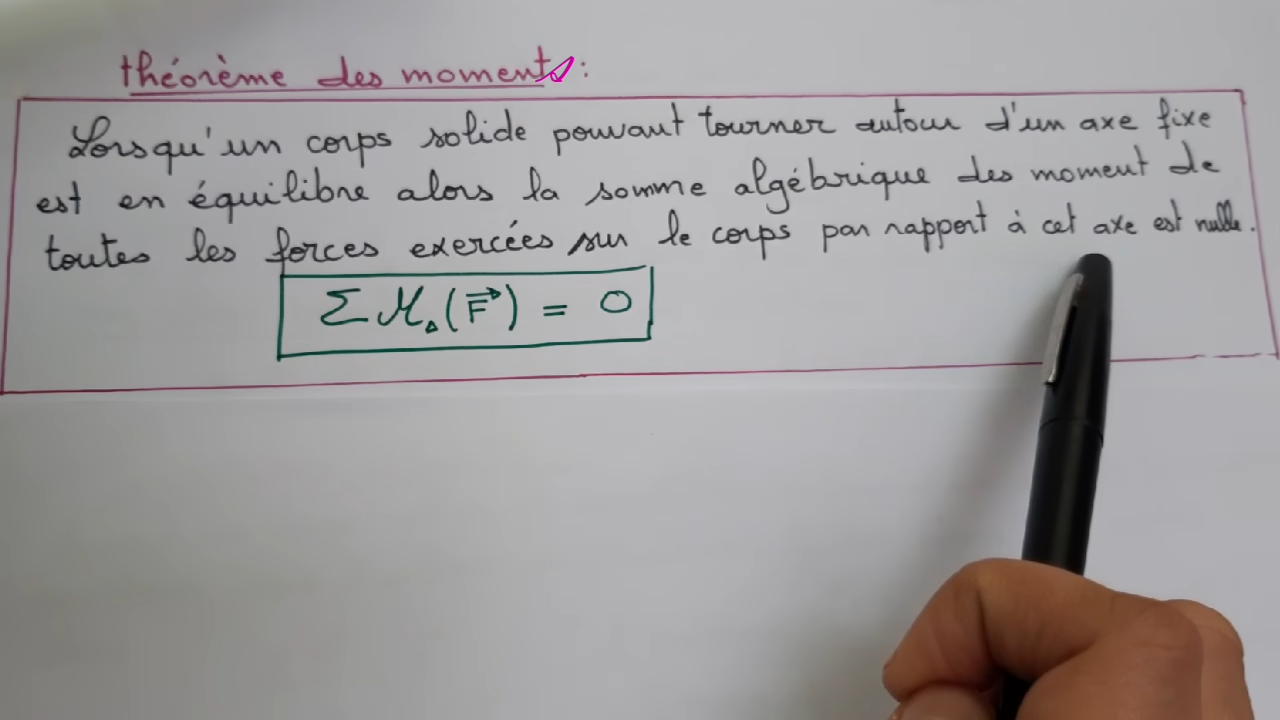 théorème des moments :
Lorsqu'un corps solide pouvant tourner autour d'un axe fixe
est en équilibre alors la somme algébrique des moment de
toutes les forces exercées sur le corps par rapport à cet axe est nulle.
Σ M_Δ(F⃗) = 0